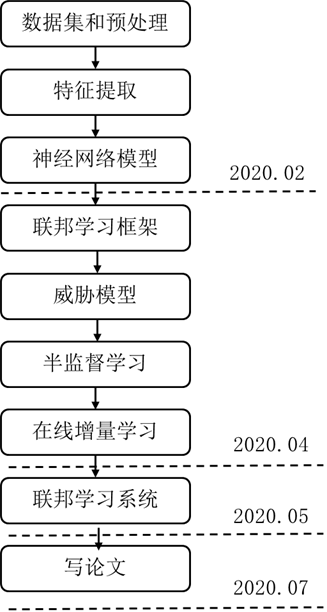 数据集和预处理
特征提取
神经网络模型
2020.02
联邦学习框架
威胁模型
半监督学习
在线增量学习
2020.04
联邦学习系统
2020.05
写论文
2020.07